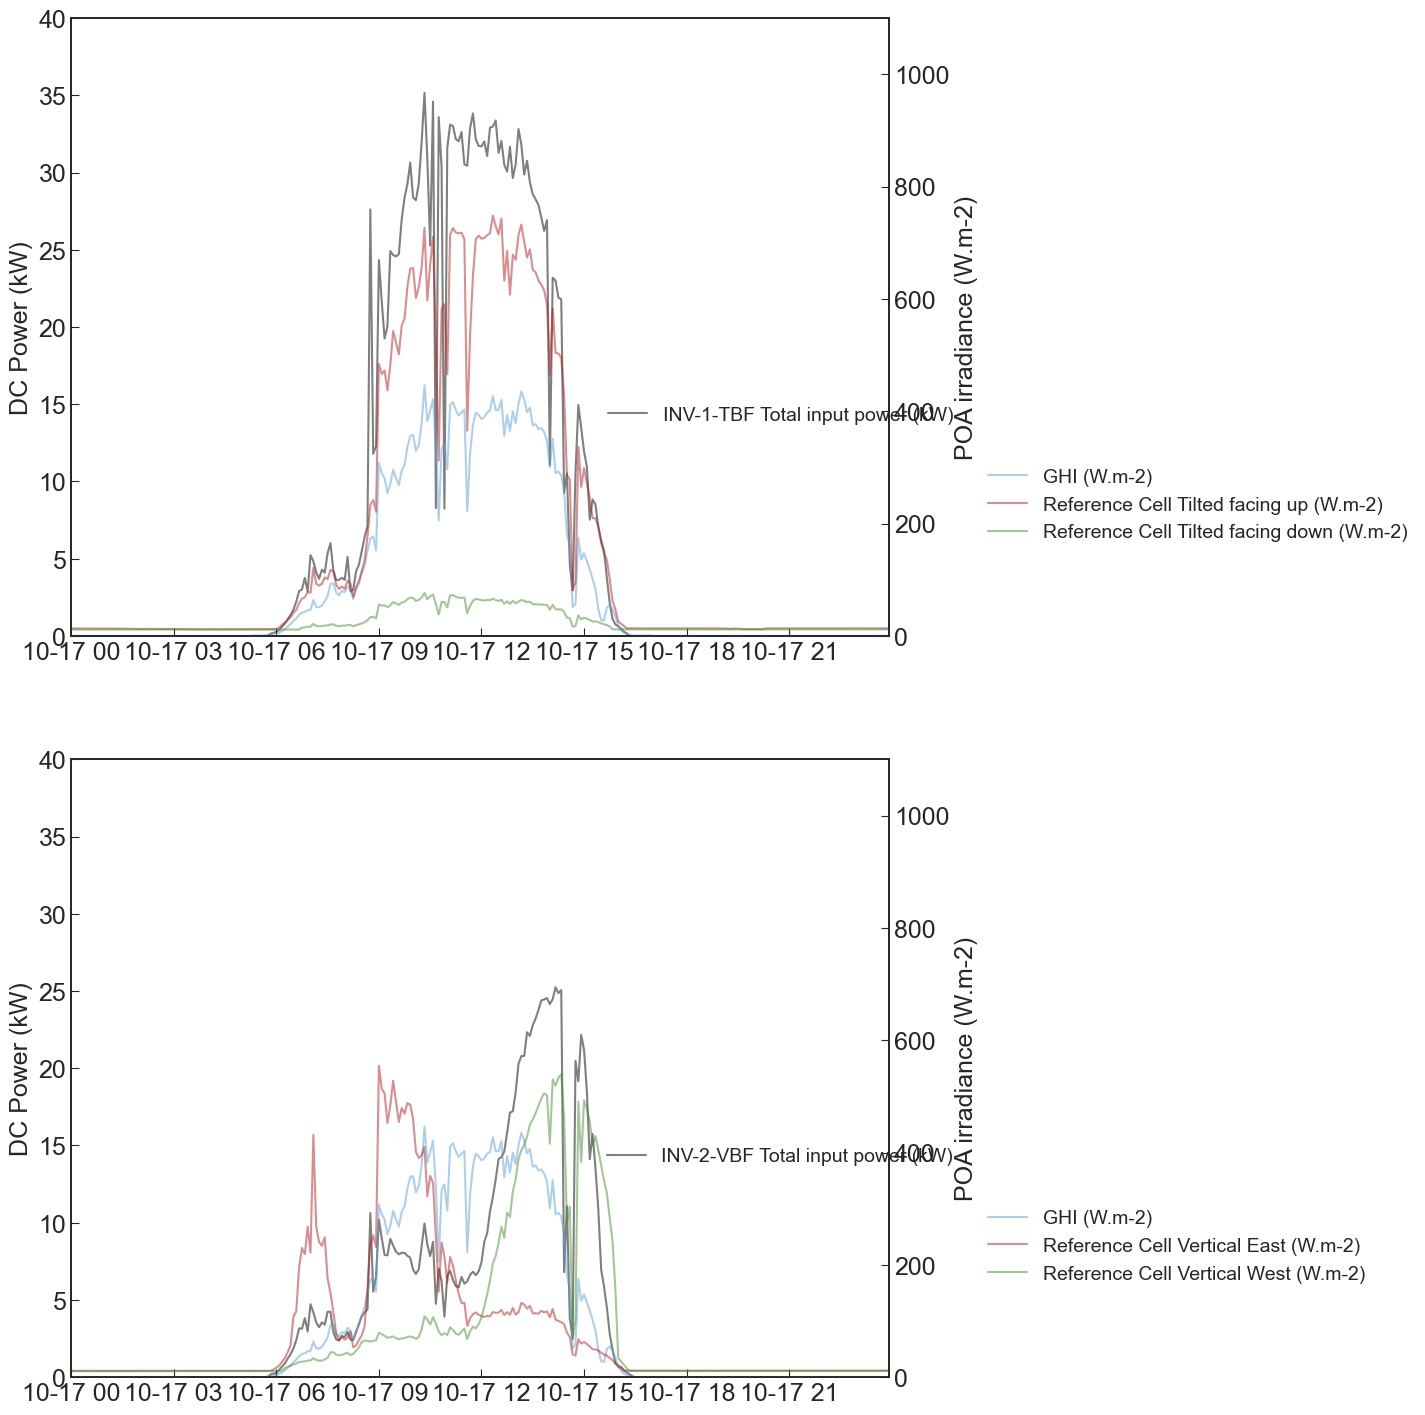 40
35
30
25
20
15
10
5
0
DC Power (kW)
1000
800
600
400
200
0
POA irradiance (W.m-2)
INV-1-TBF Total input power (kW)
GHI (W.m-2)
Reference Cell Tilted facing up (W.m-2)
Reference Cell Tilted facing down (W.m-2)
10-17 00 10-17 03 10-17 06 10-17 09 10-17 12 10-17 15 10-17 18 10-17 21
40
35
30
25
20
15
10
5
0
DC Power (kW)
1000
800
600
400
200
0
POA irradiance (W.m-2)
INV-2-VBF Total input power (kW)
GHI (W.m-2)
Reference Cell Vertical East (W.m-2)
Reference Cell Vertical West (W.m-2)
10-17 00 10-17 03 10-17 06 10-17 09 10-17 12 10-17 15 10-17 18 10-17 21